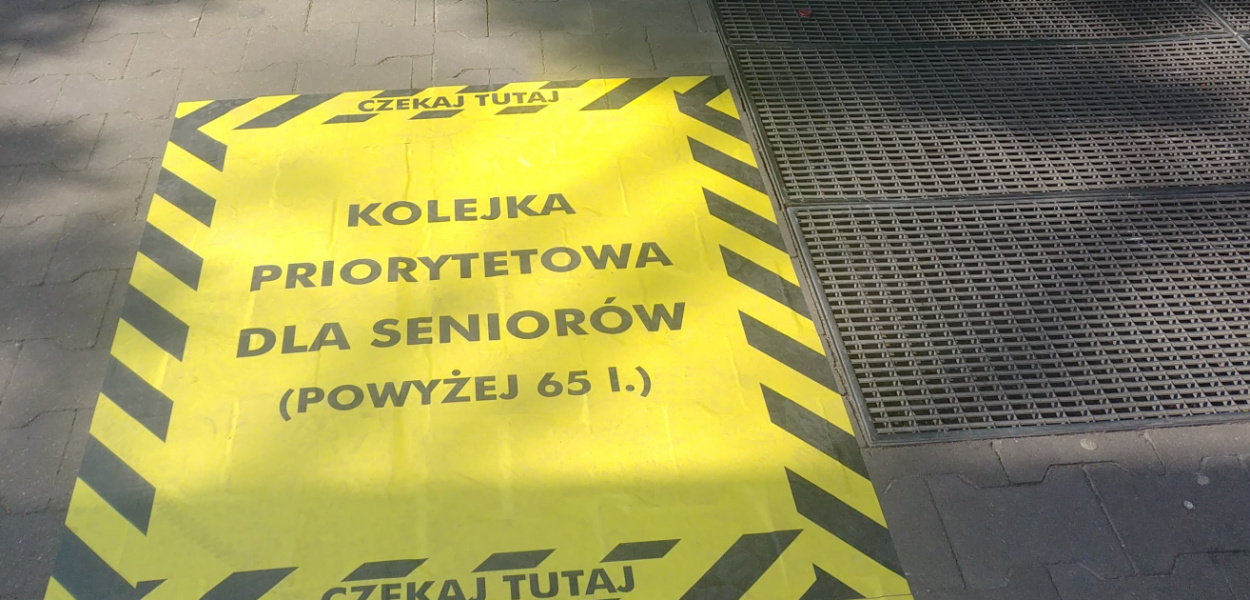 CZEKAJ TUTAJ
KOLEJKA
PRIORYTETOWA
DLA SENIORÓW
(POWYŻEJ 65 l.)
CZEKAJ TUTAJ